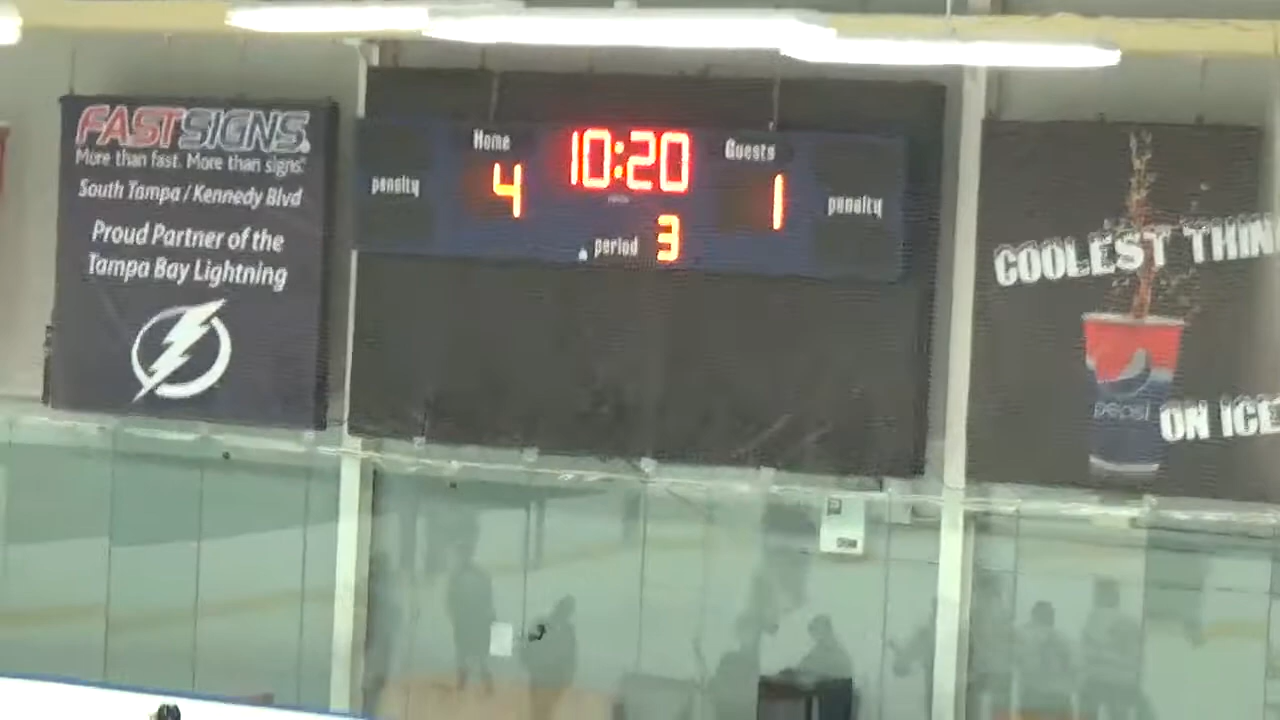 FASTSIGNS.
More than fast. More than signs.
South Tampa / Kennedy Blvd
Proud Partner of the
Tampa Bay Lightning
Home
10:20
Guests
penalty
4
1
penalty
period
3
COOLEST THIN
pepsi
ON ICE